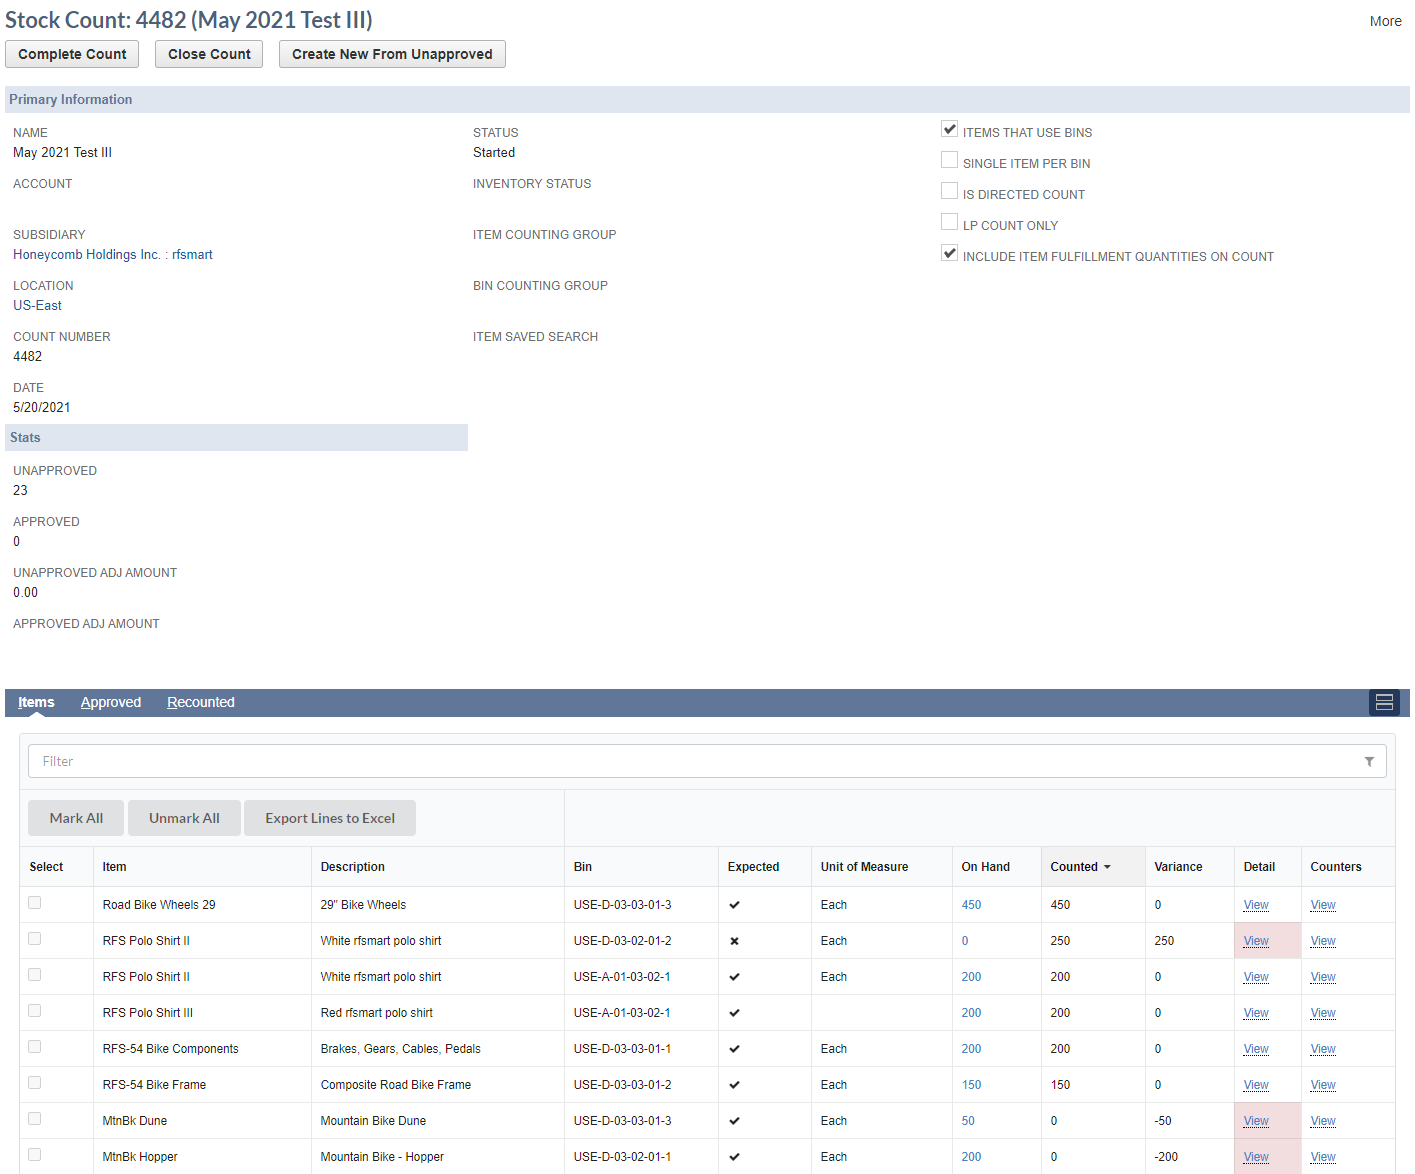 Stock Count: 4482 (May 2021 Test III)
More
Complete Count Close Count Create New From Unapproved
Primary Information
NAME
May 2021 Test III
ACCOUNT
SUBSIDIARY
Honeycomb Holdings Inc. : rfsmart
LOCATION
US-East
COUNT NUMBER
4482
DATE
5/20/2021
STATUS
Started
INVENTORY STATUS
ITEM COUNTING GROUP
BIN COUNTING GROUP
ITEM SAVED SEARCH
ITEMS THAT USE BINS
SINGLE ITEM PER BIN
IS DIRECTED COUNT
LP COUNT ONLY
INCLUDE ITEM FULFILLMENT QUANTITIES ON COUNT
Stats
UNAPPROVED
23
APPROVED
0
UNAPPROVED ADJ AMOUNT
0.00
APPROVED ADJ AMOUNT
Items Approved Recounted
Filter
Mark All Unmark All Export Lines to Excel
Select Item Description Bin Expected Unit of Measure On Hand Counted Variance Detail Counters
Road Bike Wheels 29 29" Bike Wheels USE-D-03-03-01-3 Each 450 450 0 View View
RFS Polo Shirt II White rfsmart polo shirt USE-D-03-02-01-2 Each 0 250 250 View View
RFS Polo Shirt II White rfsmart polo shirt USE-A-01-03-02-1 Each 200 200 0 View View
RFS Polo Shirt III Red rfsmart polo shirt USE-A-01-03-02-1 200 200 0 View View
RFS-54 Bike Components Brakes, Gears, Cables, Pedals USE-D-03-03-01-1 Each 200 200 0 View View
RFS-54 Bike Frame Composite Road Bike Frame USE-D-03-03-01-2 Each 150 150 0 View View
MtnBk Dune Mountain Bike Dune USE-D-03-03-01-3 Each 50 0 -50 View View
MtnBk Hopper Mountain Bike - Hopper USE-D-03-02-01-1 Each 200 0 -200 View View